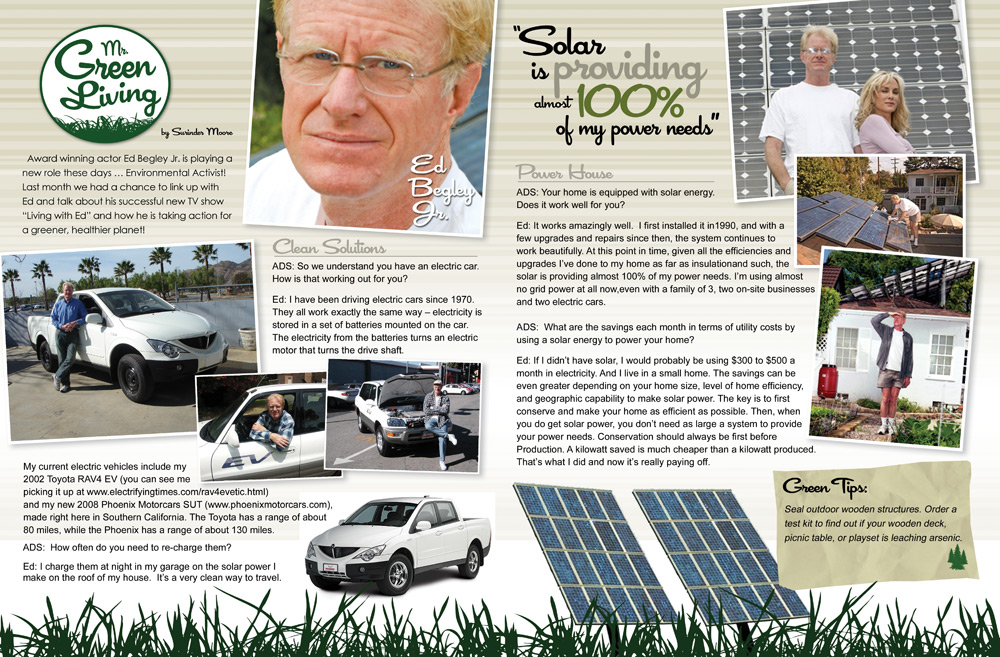 Mr.
Green
Living
by Surinder Moore
Award winning actor Ed Begley Jr. is playing a
new role these days ... Environmental Activist!
Last month we had a chance to link up with
Ed and talk about his successful new TV show
“Living with Ed” and how he is taking action for
a greener, healthier planet!
Ed
Begley
Jr.
Clean Solutions
ADS: So we understand you have an electric car.
How is that working out for you?
Ed: I have been driving electric cars since 1970.
They all work exactly the same way – electricity is
stored in a set of batteries mounted on the car.
The electricity from the batteries turns an electric
motor that turns the drive shaft.
EV
My current electric vehicles include my
2002 Toyota RAV4 EV (you can see me
picking it up at www.electrifyingtimes.com/rav4evetic.html)
and my new 2008 Phoenix Motorcars SUT (www.phoenixmotorcars.com),
made right here in Southern California. The Toyota has a range of about
80 miles, while the Phoenix has a range of about 130 miles.
ADS: How often do you need to re-charge them?
Ed: I charge them at night in my garage on the solar power I
make on the roof of my house. It's a very clean way to travel.
“Solar
is providing
almost 100%
of my power needs”
Power House
ADS: Your home is equipped with solar energy.
Does it work well for you?
Ed: It works amazingly well. I first installed it in1990, and with a
few upgrades and repairs since then, the system continues to
work beautifully. At this point in time, given all the efficiencies and
upgrades I've done to my home as far as insulationand such, the
solar is providing almost 100% of my power needs. I'm using almost
no grid power at all now,even with a family of 3, two on-site businesses
and two electric cars.
ADS: What are the savings each month in terms of utility costs by
using a solar energy to power your home?
Ed: If I didn't have solar, I would probably be using $300 to $500 a
month in electricity. And I live in a small home. The savings can be
even greater depending on your home size, level of home efficiency,
and geographic capability to make solar power. The key is to first
conserve and make your home as efficient as possible. Then, when
you do get solar power, you don't need as large a system to provide
your power needs. Conservation should always be first before
Production. A kilowatt saved is much cheaper than a kilowatt produced.
That's what I did and now it's really paying off.
Green Tips:
Seal outdoor wooden structures. Order a
test kit to find out if your wooden deck,
picnic table, or playset is leaching arsenic.